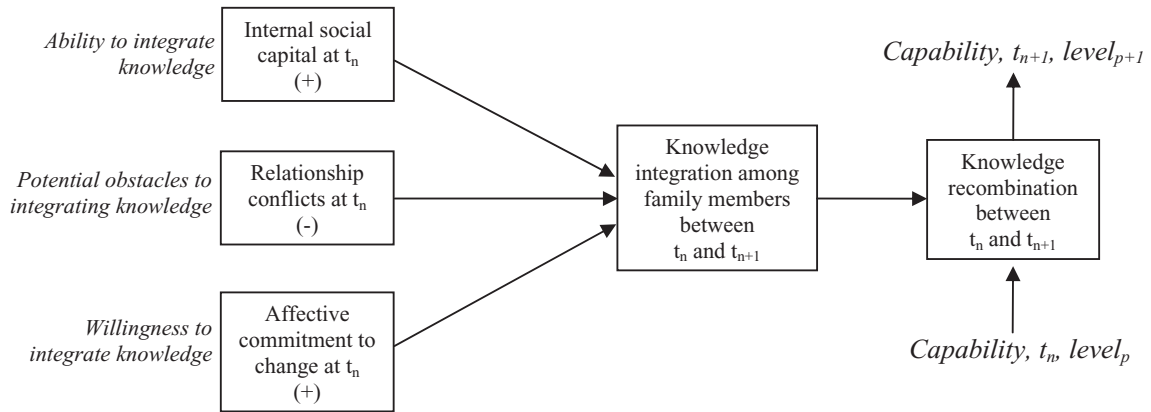 Ability to integrate
knowledge
Internal social
capital at tn
(+)
Potential obstacles to
integrating knowledge
Relationship
conflicts at tn
(-)
Willingness to
integrate knowledge
Affective
commitment to
change at tn
(+)
Knowledge
integration among
family members
between
tn and tn+1
Capability, tn+1, levelp+1
Knowledge
recombination
between
tn and tn+1
Capability, tn, levelp